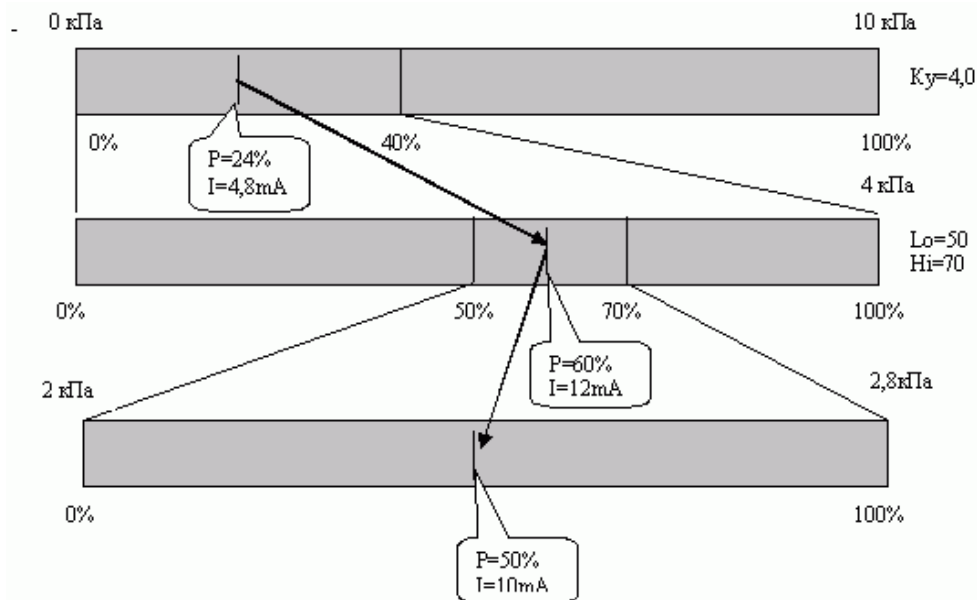 0 кПа
10 кПа
Ку=4,0
0%
40%
100%
P=24%
I=4,8mA
4 кПа
Lo=50
Hi=70
0%
50%
70%
100%
P=60%
I=12mA
2 кПа
2,8кПа
0%
100%
P=50%
I=10mA